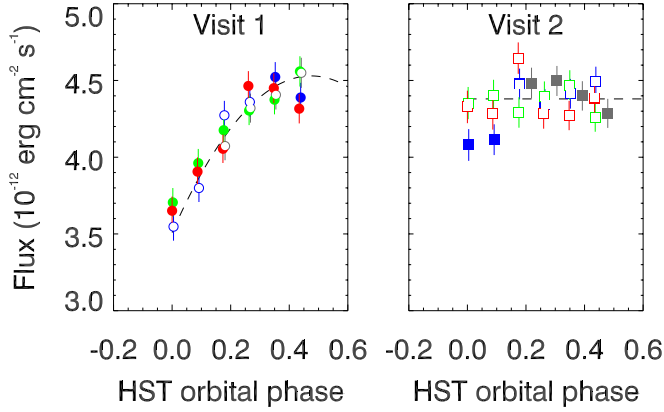 Visit 1
Visit 2
5.0
4.5
4.0
3.5
3.0
Flux (10⁻¹² erg cm⁻² s⁻¹)
-0.2 0.0 0.2 0.4 0.6
-0.2 0.0 0.2 0.4 0.6
HST orbital phase
HST orbital phase